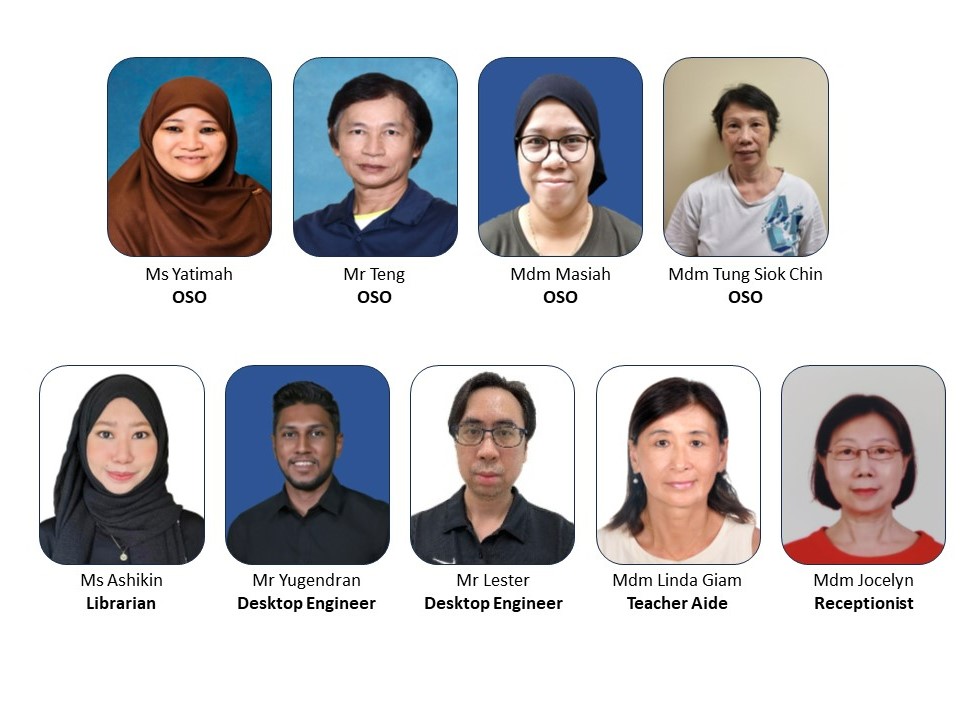 Ms Yatimah
OSO
Mr Teng
OSO
Mdm Masiah
OSO
Mdm Tung Siok Chin
OSO
Ms Ashikin
Librarian
Mr Yugendran
Desktop Engineer
Mr Lester
Desktop Engineer
Mdm Linda Giam
Teacher Aide
Mdm Jocelyn
Receptionist